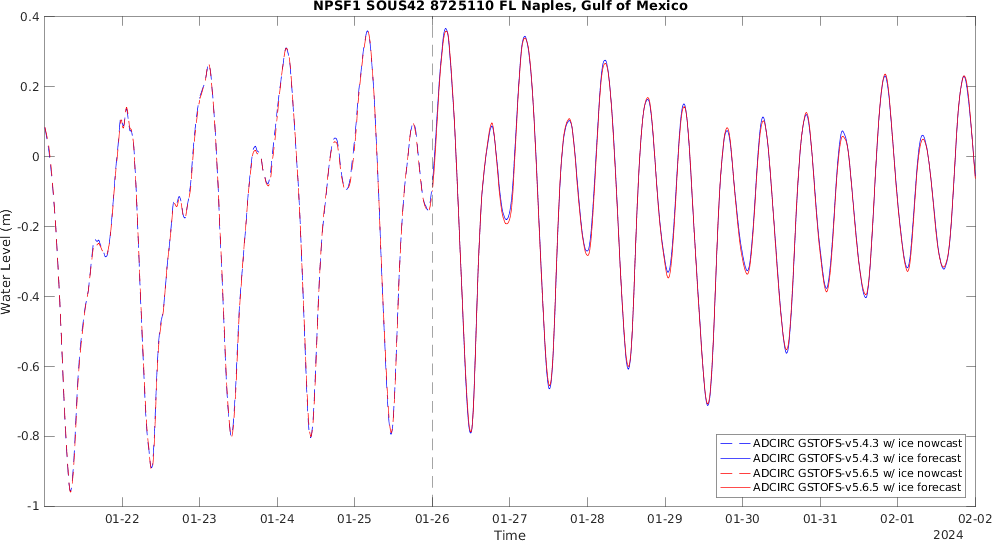 NPSF1 SOUS42 8725110 FL Naples, Gulf of Mexico
0.4
0.2
0
-0.2
-0.4
-0.6
-0.8
-1
Water Level (m)
ADCIRC GSTOFS-v5.4.3 w/ ice nowcast
ADCIRC GSTOFS-v5.4.3 w/ ice forecast
ADCIRC GSTOFS-v5.6.5 w/ ice nowcast
ADCIRC GSTOFS-v5.6.5 w/ ice forecast
01-22 01-23 01-24 01-25 01-26 01-27 01-28 01-29 01-30 01-31 02-01 02-02
Time
2024